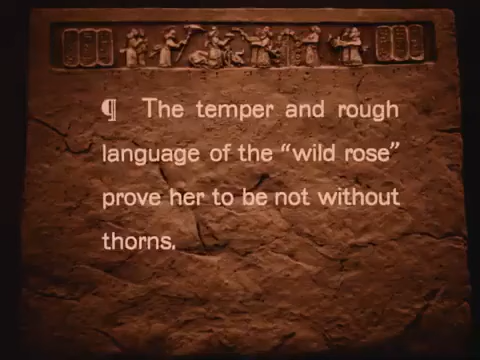 ¶ The temper and rough
language of the “wild rose”
prove her to be not without
thorns.